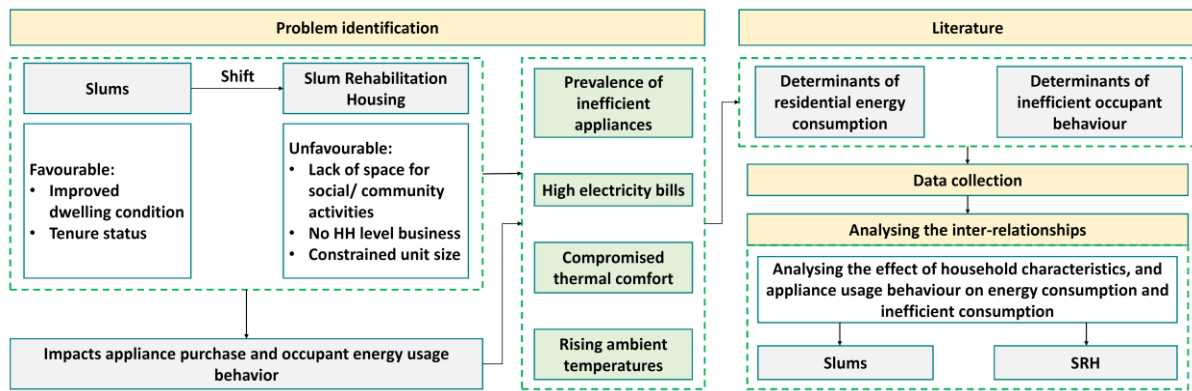 Problem identification
Slums
Shift
Slum Rehabilitation
Housing
Favourable:
• Improved
dwelling condition
• Tenure status
Unfavourable:
• Lack of space for
social/ community
activities
• No HH level business
• Constrained unit size
Impacts appliance purchase and occupant energy usage
behavior
Prevalence of
inefficient
appliances
High electricity bills
Compromised
thermal comfort
Rising ambient
temperatures
Literature
Determinants of
residential energy
consumption
Determinants of
inefficient occupant
behaviour
Data collection
Analysing the inter-relationships
Analysing the effect of household characteristics, and
appliance usage behaviour on energy consumption and
inefficient consumption
Slums
SRH